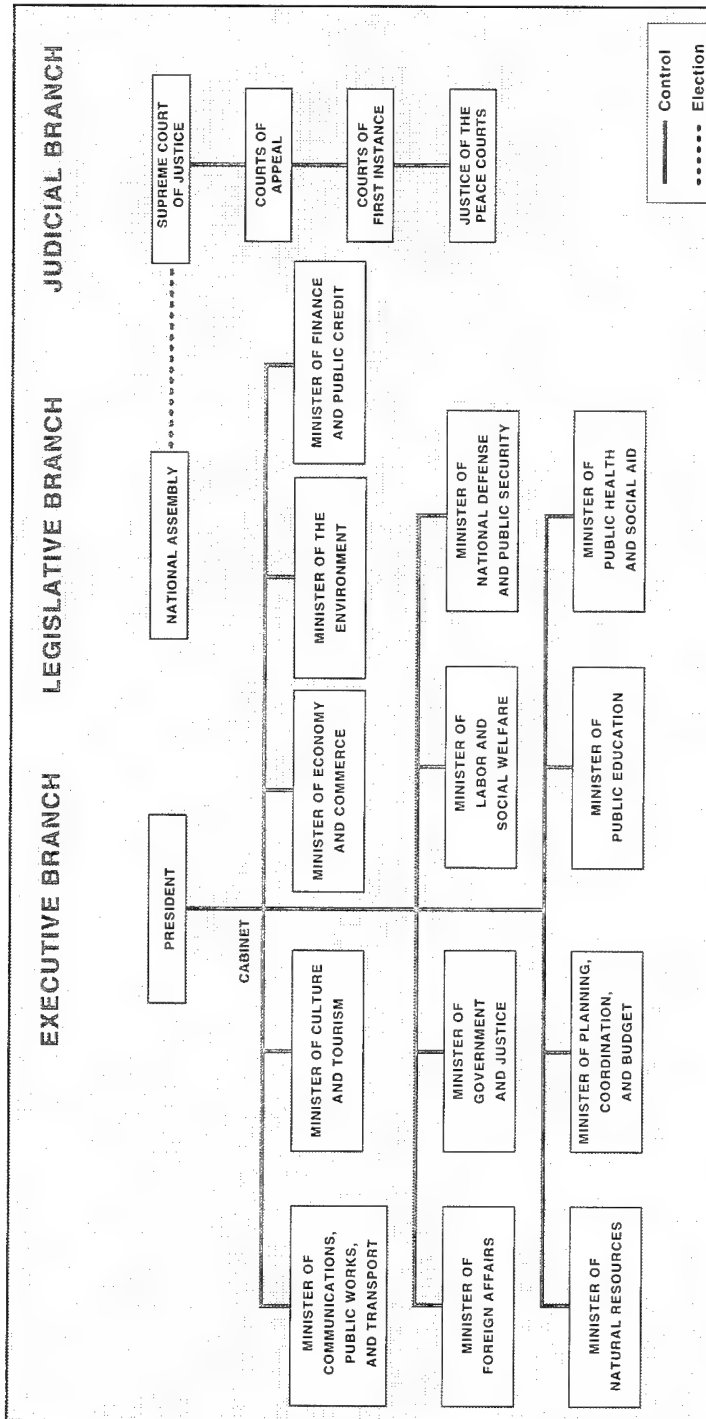 EXECUTIVE BRANCH
LEGISLATIVE BRANCH
JUDICIAL BRANCH
PRESIDENT
NATIONAL ASSEMBLY
SUPREME COURT
OF JUSTICE
COURTS OF
APPEAL
COURTS OF
FIRST INSTANCE
JUSTICE OF THE
PEACE COURTS
CABINET
MINISTER OF
COMMUNICATIONS,
PUBLIC WORKS,
AND TRANSPORT
MINISTER OF CULTURE
AND TOURISM
MINISTER OF ECONOMY
AND COMMERCE
MINISTER OF THE
ENVIRONMENT
MINISTER OF FINANCE
AND PUBLIC CREDIT
MINISTER OF
FOREIGN AFFAIRS
MINISTER OF
GOVERNMENT
AND JUSTICE
MINISTER OF
LABOR AND
SOCIAL WELFARE
MINISTER OF
NATIONAL DEFENSE
AND PUBLIC SECURITY
MINISTER OF
NATURAL RESOURCES
MINISTER OF PLANNING,
COORDINATION,
AND BUDGET
MINISTER OF
PUBLIC EDUCATION
MINISTER OF
PUBLIC HEALTH
AND SOCIAL AID
Control
Election